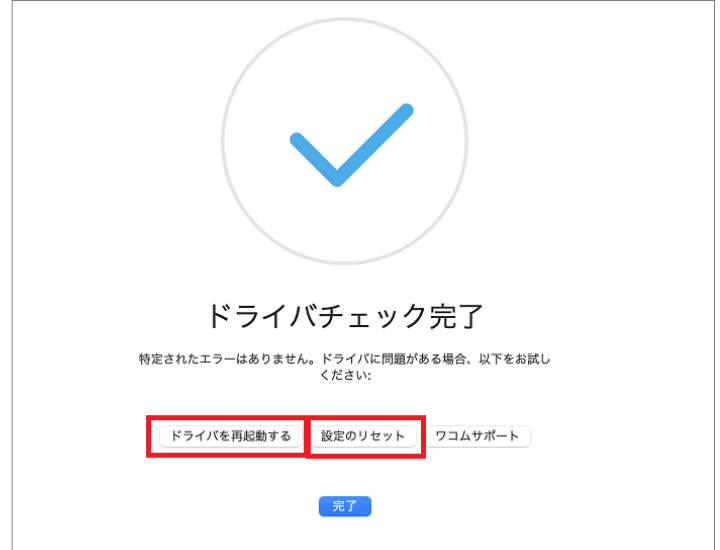 ドライバチェック完了
特定されたエラーはありません。ドライバに問題がある場合、以下をお試し
ください:
ドライバを再起動する 設定のリセット ワコムサポート
完了